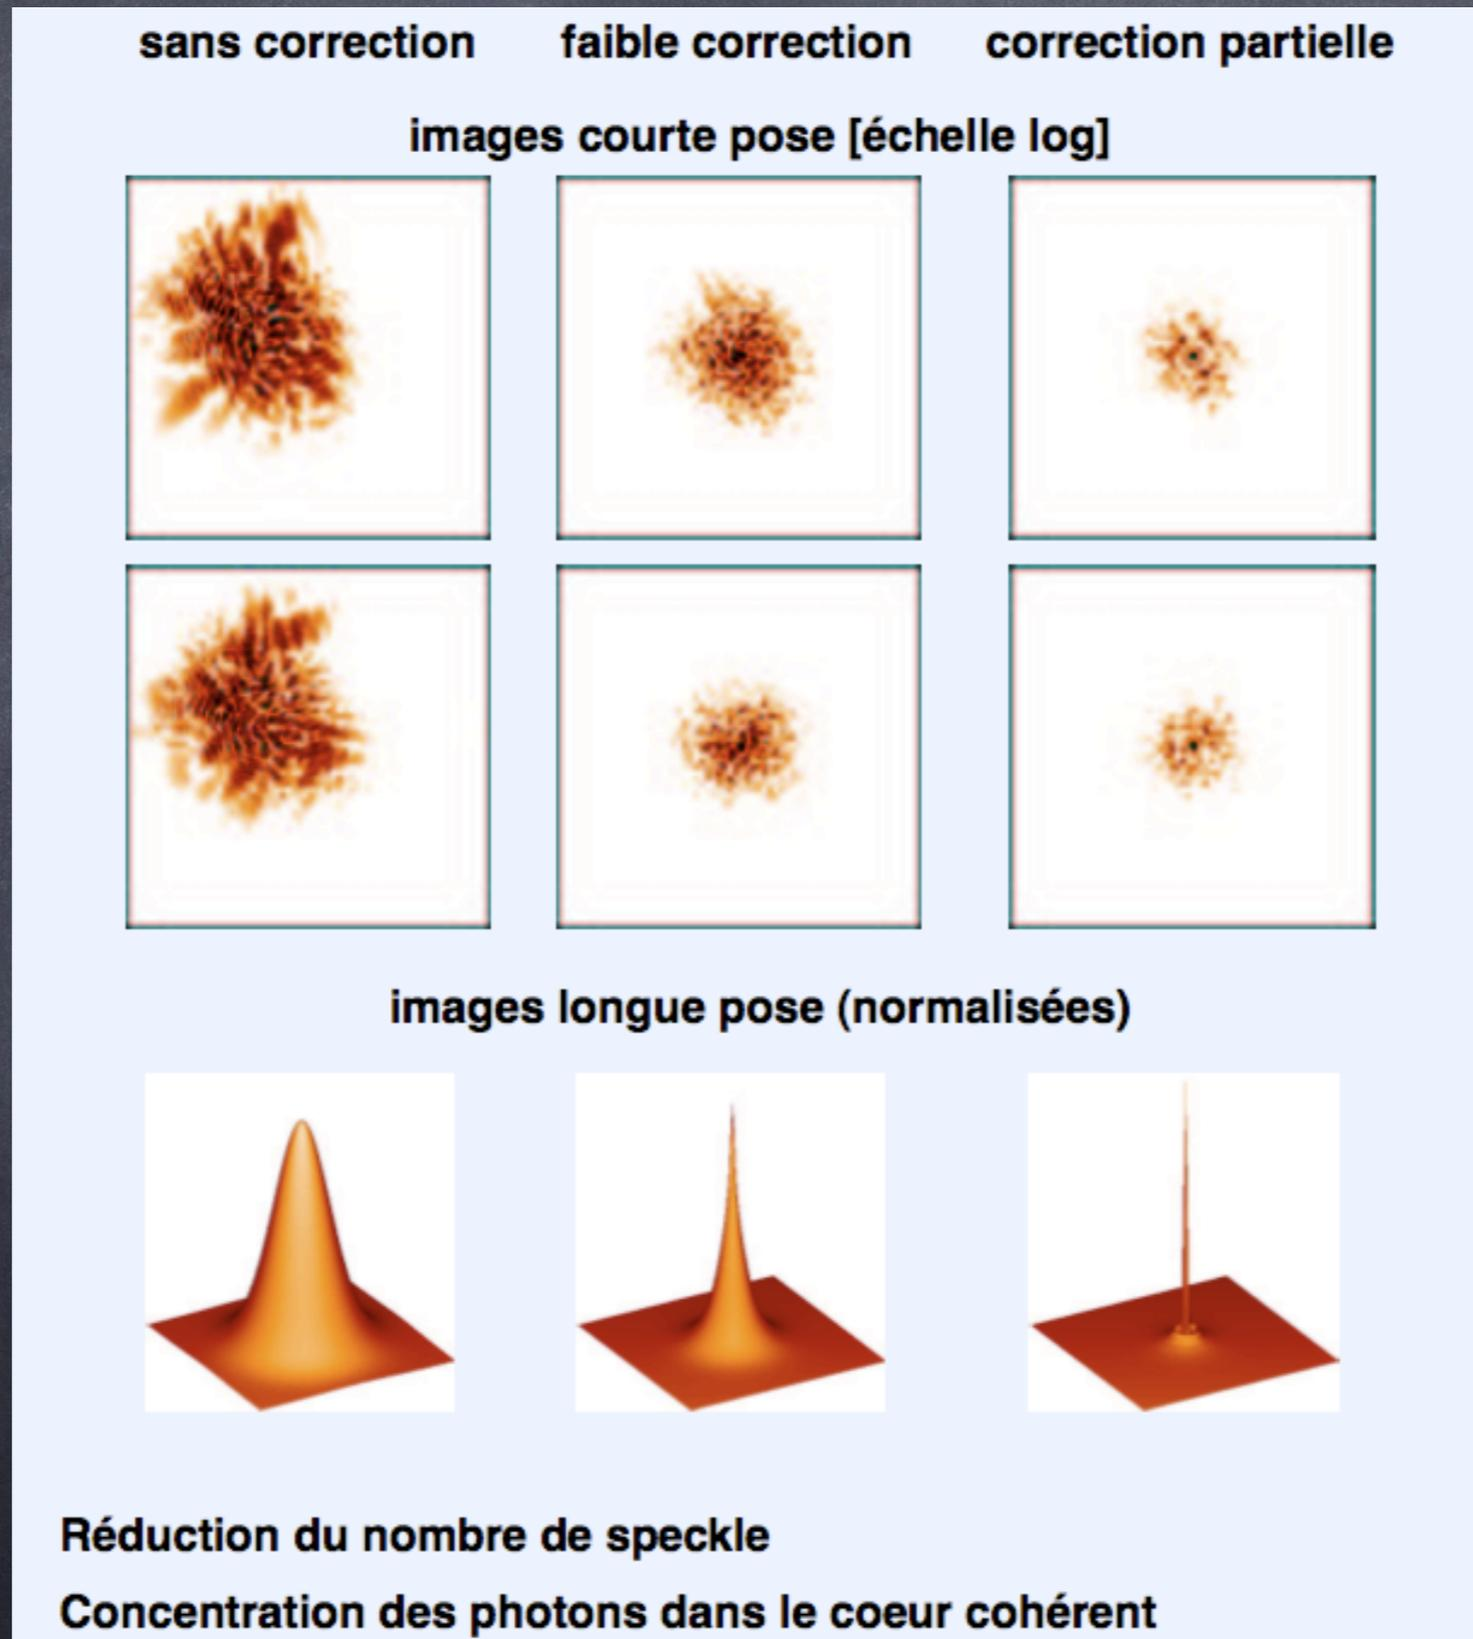 sans correction faible correction correction partielle
images courte pose [échelle log]
images longue pose (normalisées)
Réduction du nombre de speckle
Concentration des photons dans le coeur cohérent